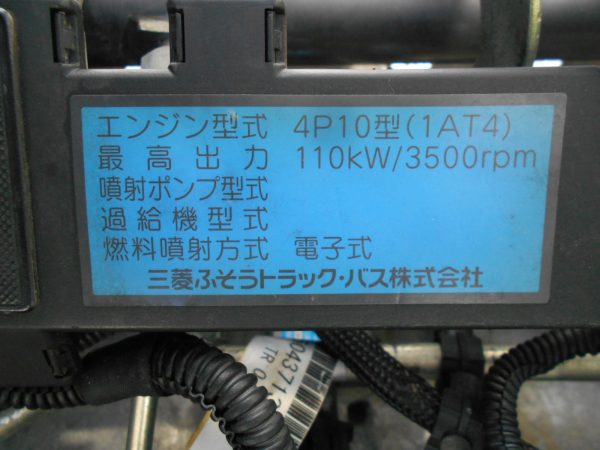 エンジン型式 4P10型(1AT4)
最高出力 110kW/3500rpm
噴射ポンプ型式
過給機型式
燃料噴射方式 電子式
三菱ふそうトラック・バス株式会社